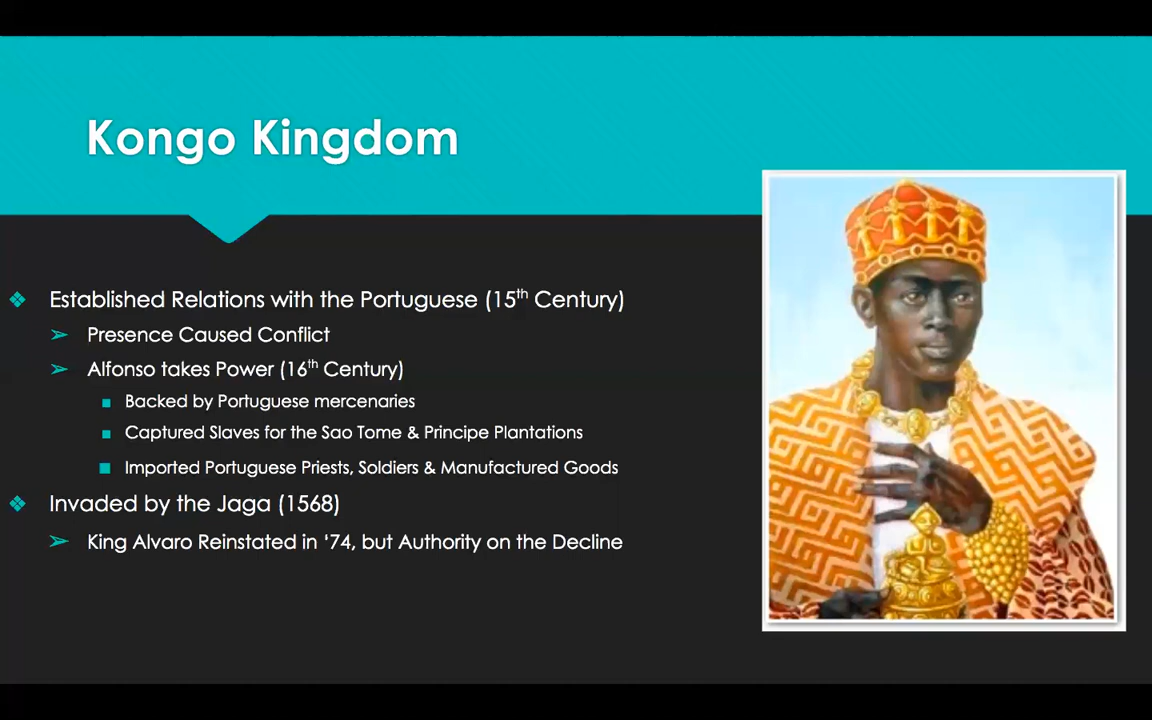 Kongo Kingdom
Established Relations with the Portuguese (15th Century)
Presence Caused Conflict
Alfonso takes Power (16th Century)
Backed by Portuguese mercenaries
Captured Slaves for the Sao Tome & Principe Plantations
Imported Portuguese Priests, Soldiers & Manufactured Goods
Invaded by the Jaga (1568)
King Alvaro Reinstated in ‘74, but Authority on the Decline